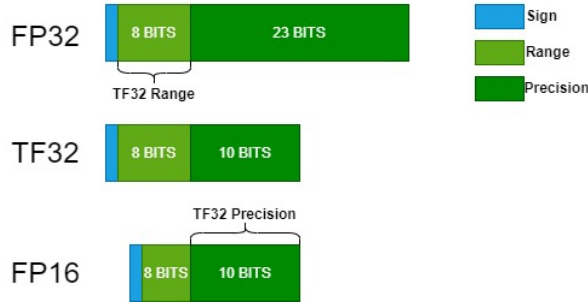 FP32
8 BITS
23 BITS
Sign
Range
Precision
TF32 Range
TF32
8 BITS
10 BITS
TF32 Precision
FP16
8 BITS
10 BITS